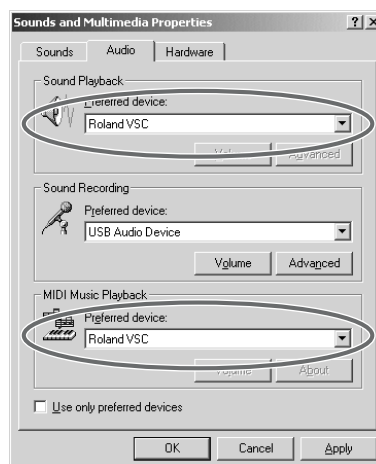 Sounds and Multimedia Properties
Sounds Audio Hardware
Sound Playback
Preferred device:
Roland VSC
Volume Advanced
Sound Recording
Preferred device:
USB Audio Device
Volume Advanced
MIDI Music Playback
Preferred device:
Roland VSC
Volume About
Use only preferred devices
OK Cancel Apply